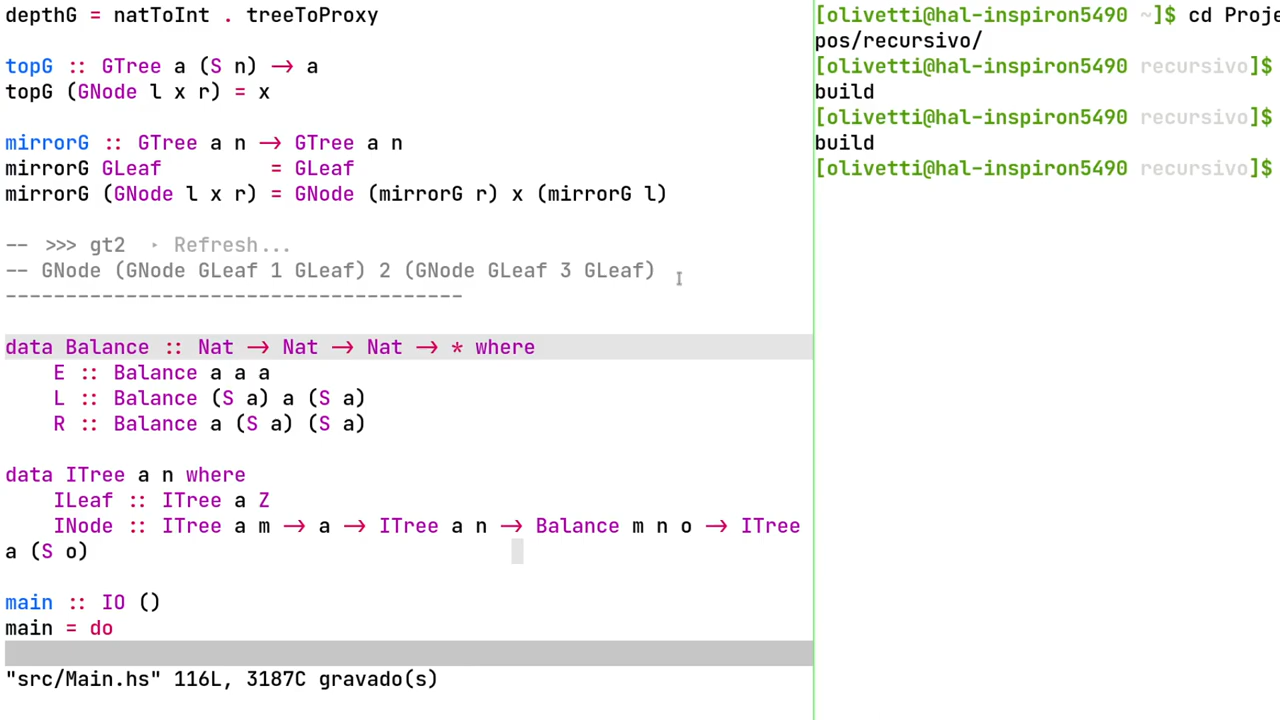 depthG = natToInt . treeToProxy
topG :: GTree a (S n) -> a
topG (GNode l x r) = x
mirrorG :: GTree a n -> GTree a n
mirrorG GLeaf           = GLeaf
mirrorG (GNode l x r) = GNode (mirrorG r) x (mirrorG l)
-- >>> gt2  ‣ Refresh...
-- GNode (GNode GLeaf 1 GLeaf) 2 (GNode GLeaf 3 GLeaf)
--------------------------------------
data Balance :: Nat -> Nat -> Nat -> * where
    E :: Balance a a a
    L :: Balance (S a) a (S a)
    R :: Balance a (S a) (S a)
data ITree a n where
    ILeaf :: ITree a Z
    INode :: ITree a m -> a -> ITree a n -> Balance m n o -> ITree
a (S o)
main :: IO ()
main = do
"src/Main.hs" 116L, 3187C gravado(s)
[olivetti@hal-inspiron5490 ~]$ cd Proje
pos/recursivo/
[olivetti@hal-inspiron5490 recursivo]$
build
[olivetti@hal-inspiron5490 recursivo]$
build
[olivetti@hal-inspiron5490 recursivo]$